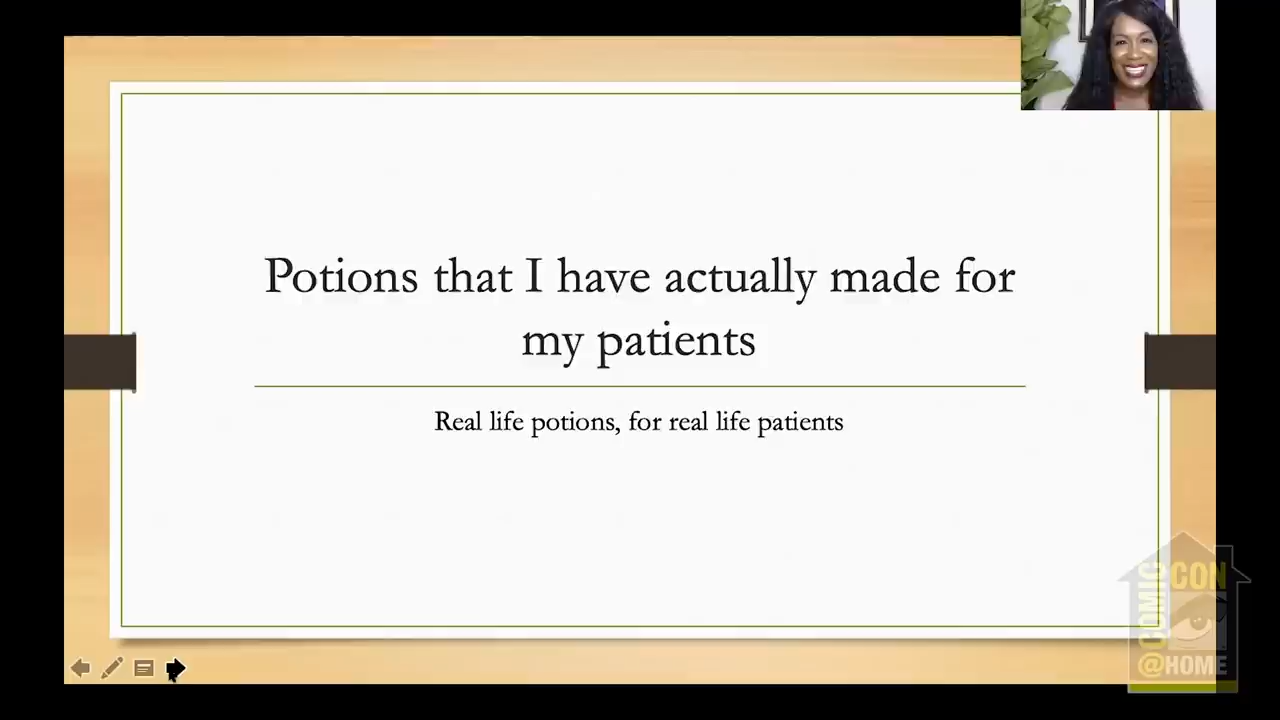 Potions that I have actually made for
my patients
Real life potions, for real life patients
COMIC
CON
@HOME